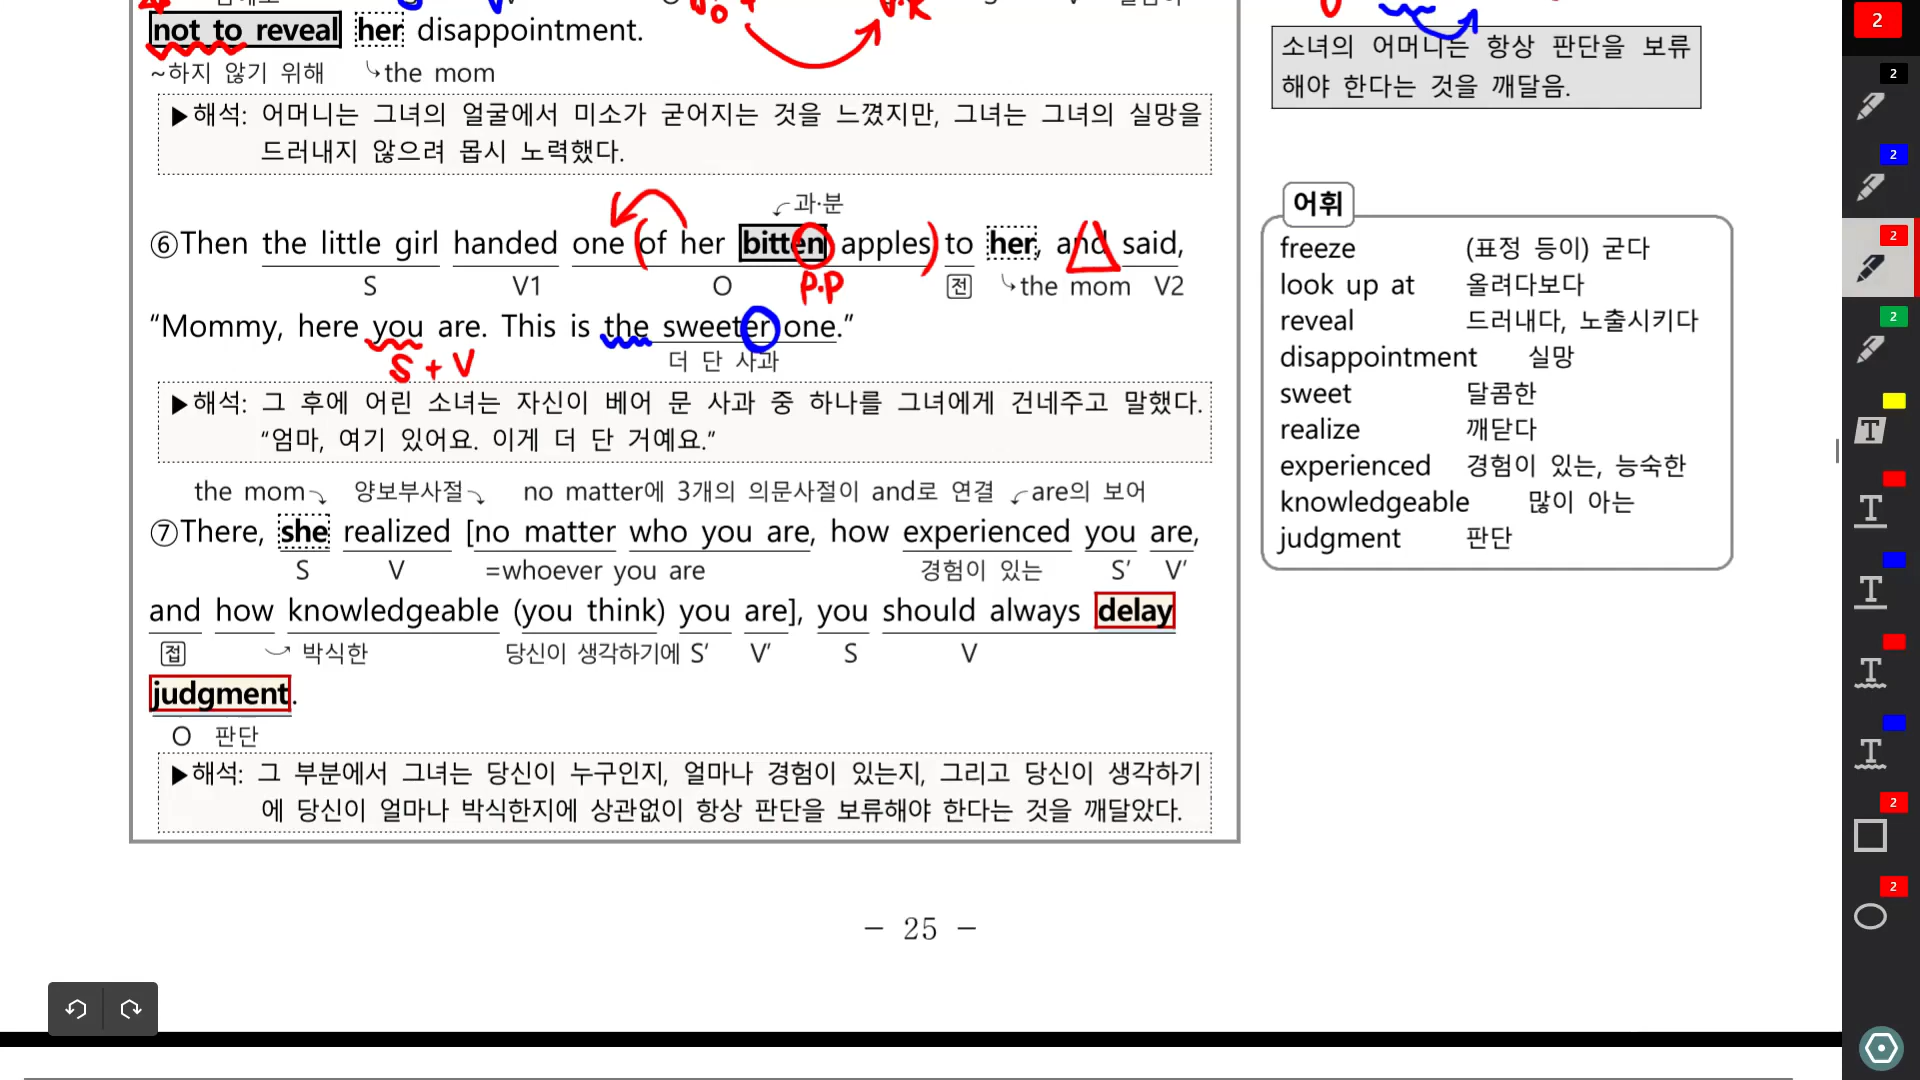 not to reveal her disappointment.
~하지 않기 위해 ↳the mom
▶해석: 어머니는 그녀의 얼굴에서 미소가 굳어지는 것을 느꼈지만, 그녀는 그녀의 실망을
드러내지 않으려 몹시 노력했다.
↙과·분
⑥Then the little girl handed one (of her bitten apples) to her, and said,
S V1 O P.P 전 ↳the mom V2
“Mommy, here you are. This is the sweeter one.”
S + V 더 단 사과
▶해석: 그 후에 어린 소녀는 자신이 베어 문 사과 중 하나를 그녀에게 건네주고 말했다.
“엄마, 여기 있어요. 이게 더 단 거예요.”
the mom 양보부사절 no matter에 3개의 의문사절이 and로 연결 are의 보어
⑦There, she realized [no matter who you are, how experienced you are,
S V =whoever you are 경험이 있는 S′ V′
and how knowledgeable (you think) you are], you should always delay
접 박식한 당신이 생각하기에 S′ V′ S V
judgment.
O 판단
▶해석: 그 부분에서 그녀는 당신이 누구인지, 얼마나 경험이 있는지, 그리고 당신이 생각하기
에 당신이 얼마나 박식한지에 상관없이 항상 판단을 보류해야 한다는 것을 깨달았다.
소녀의 어머니는 항상 판단을 보류
해야 한다는 것을 깨달음.
어휘
freeze (표정 등이) 굳다
look up at 올려다보다
reveal 드러내다, 노출시키다
disappointment 실망
sweet 달콤한
realize 깨닫다
experienced 경험이 있는, 능숙한
knowledgeable 많이 아는
judgment 판단
- 25 -
2
2
2
2
2
T
T
T
T
T
2
2